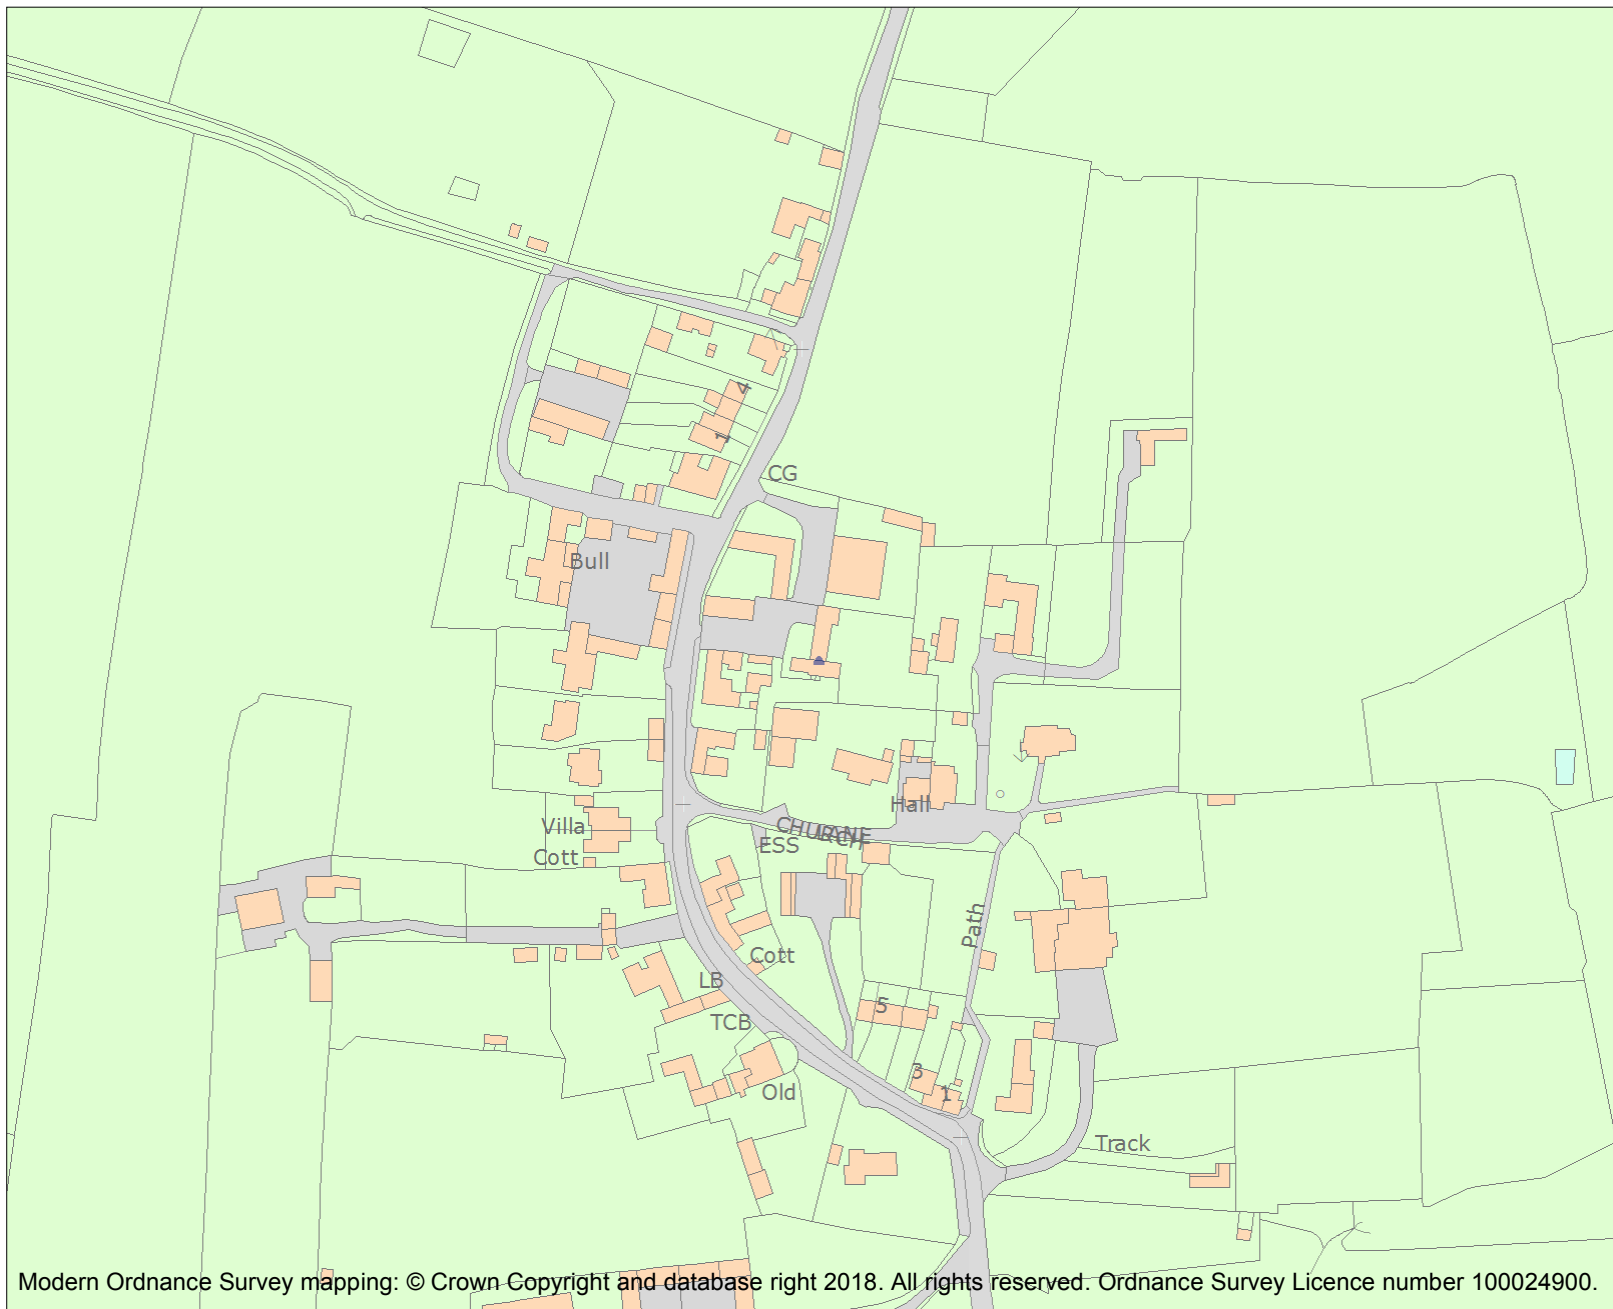 4
1
CG
Bull
Hall
Villa
CHURCH
LANE
ESS
Cott
Path
Cott
LB
5
TCB
3
Old
1
Track
Modern Ordnance Survey mapping: © Crown Copyright and database right 2018. All rights reserved. Ordnance Survey Licence number 100024900.